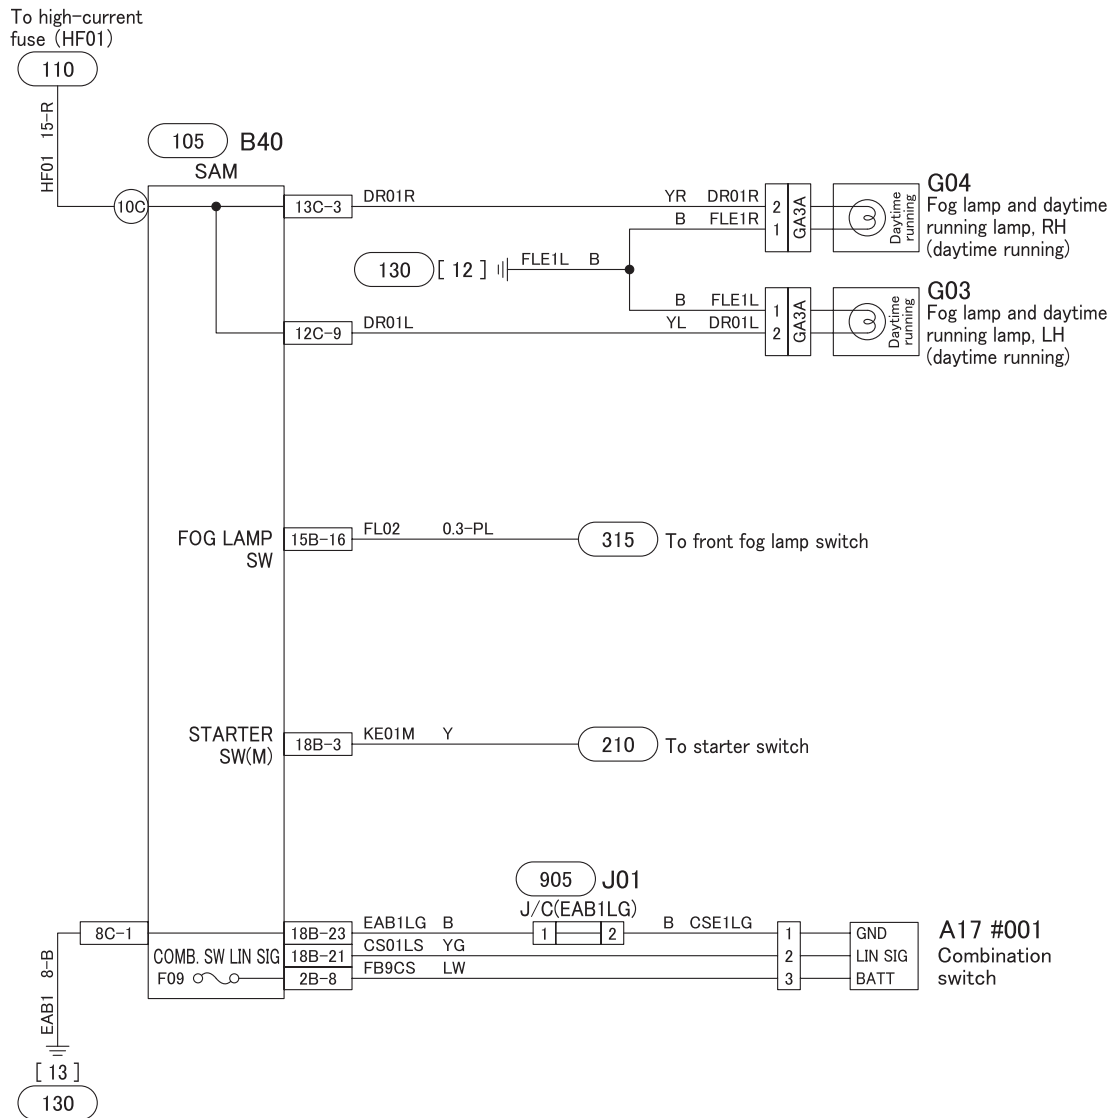 To high-current
fuse (HF01)
110
HF01 15-R
105 B40
SAM
10C
13C-3 DR01R YR DR01R 2
B FLE1R 1
GA3A
Daytime
running
G04
Fog lamp and daytime
running lamp, RH
(daytime running)
130 [ 12 ] FLE1L B
B FLE1L 1
12C-9 DR01L YL DR01L 2
GA3A
Daytime
running
G03
Fog lamp and daytime
running lamp, LH
(daytime running)
FOG LAMP
SW
15B-16 FL02 0.3-PL 315 To front fog lamp switch
STARTER
SW(M)
18B-3 KE01M Y 210 To starter switch
905 J01
J/C(EAB1LG)
8C-1 18B-23 EAB1LG B 1 2 B CSE1LG 1 GND
COMB. SW LIN SIG 18B-21 CS01LS YG 2 LIN SIG
F09 2B-8 FB9CS LW 3 BATT
A17 #001
Combination
switch
EAB1 8-B
[ 13 ]
130